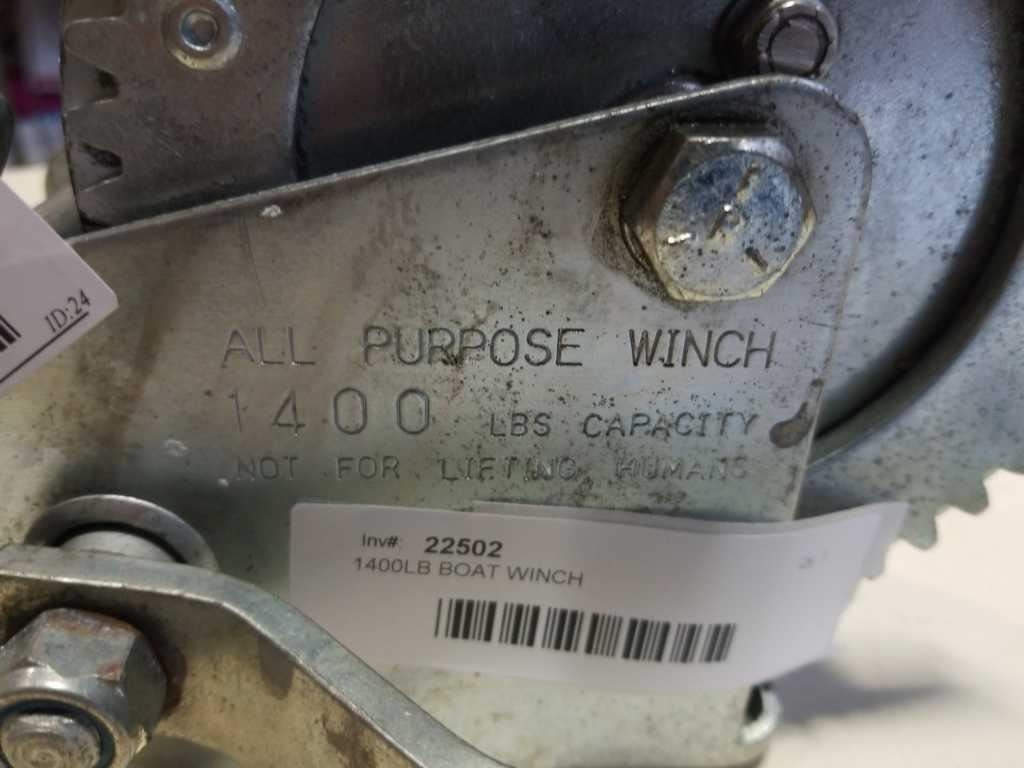 ID:24
ALL PURPOSE WINCH
1400 LBS CAPACITY
NOT FOR LIFTING HUMANS
Inv#: 22502
1400LB BOAT WINCH